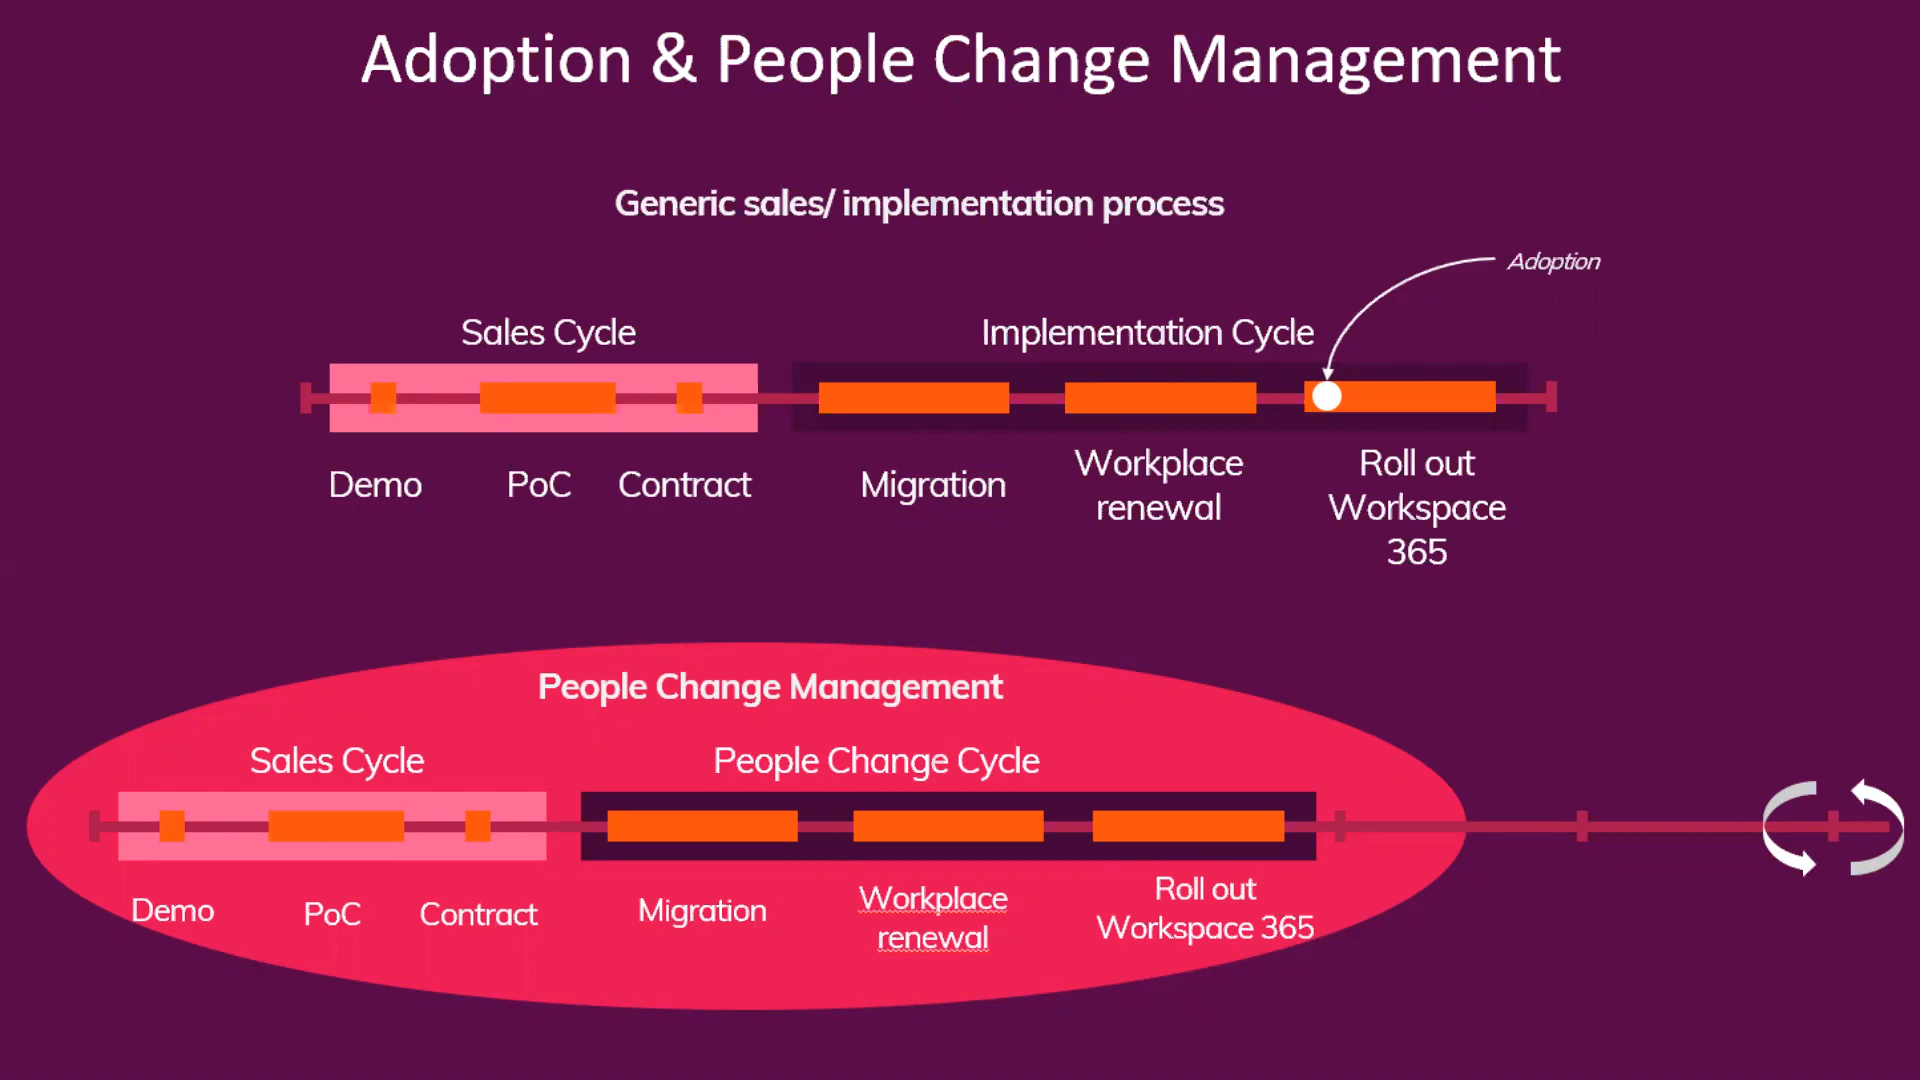 Adoption & People Change Management
Generic sales/ implementation process
Adoption
Sales Cycle
Implementation Cycle
Demo
PoC
Contract
Migration
Workplace
renewal
Roll out
Workspace
365
People Change Management
Sales Cycle
People Change Cycle
Demo
PoC
Contract
Migration
Workplace
renewal
Roll out
Workspace 365